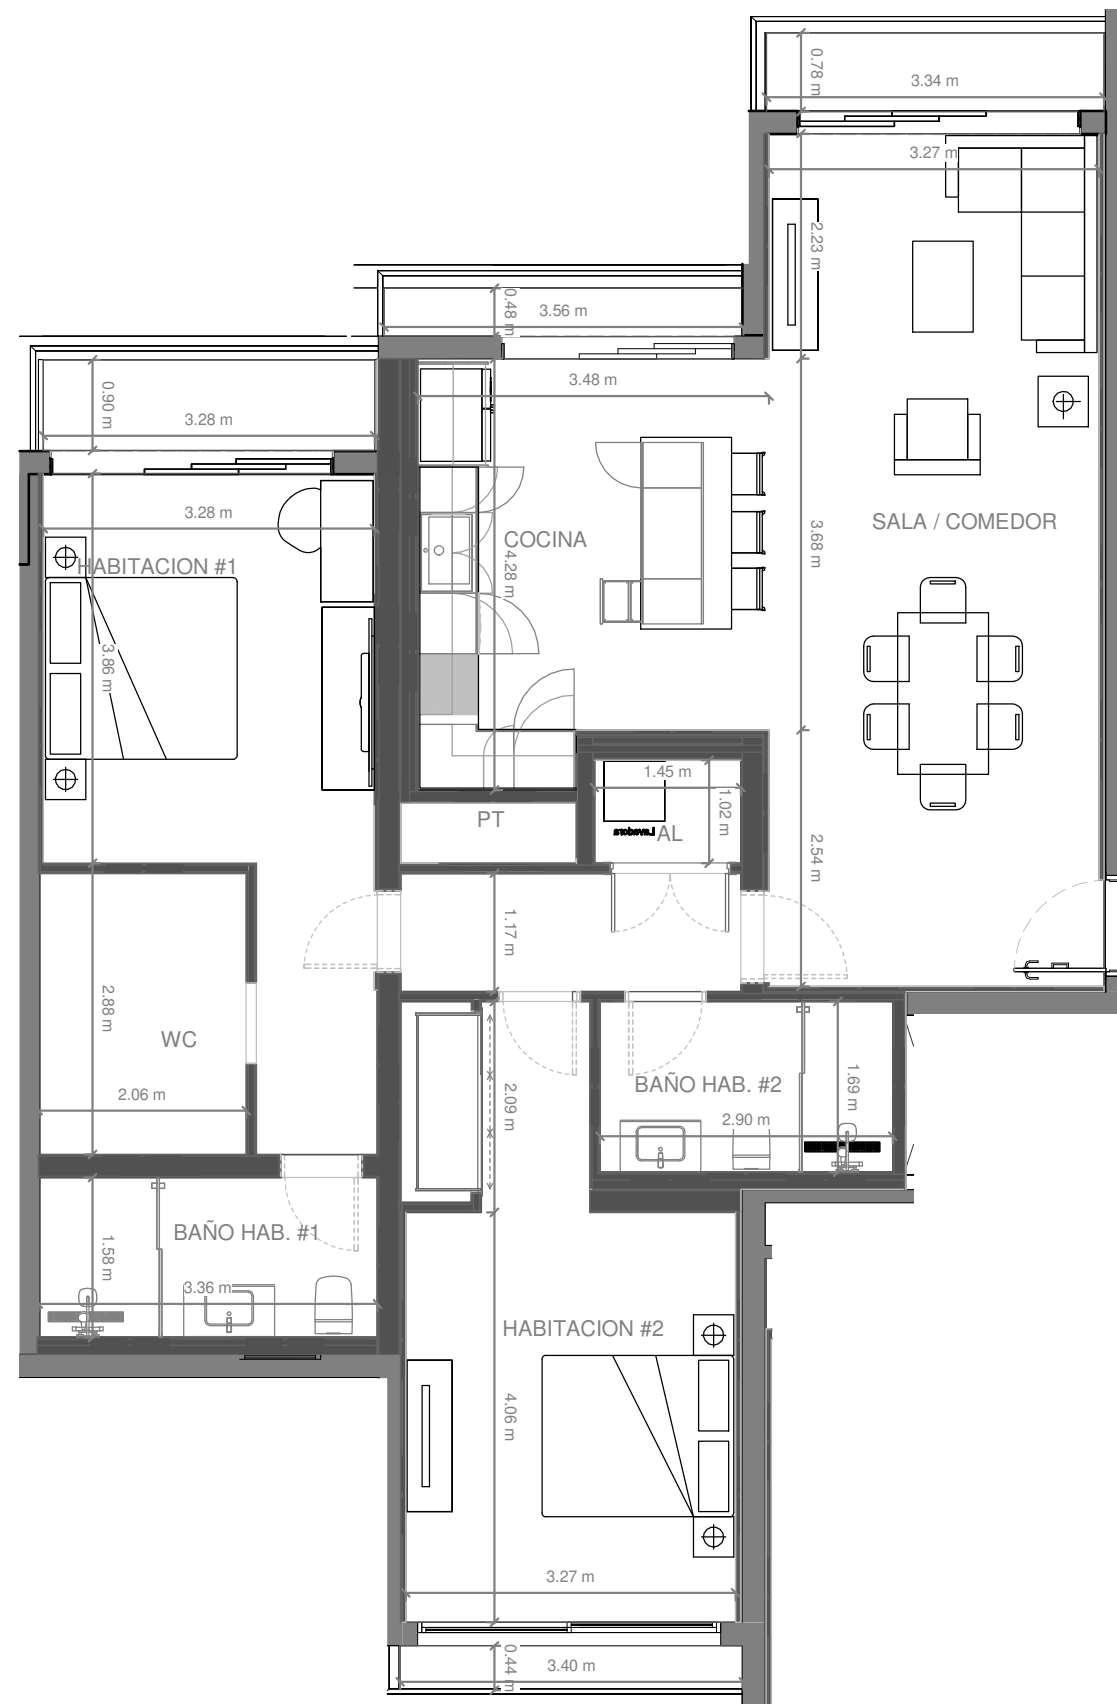 0.78 m
3.34 m
3.27 m
2.23 m
0.48 m
3.56 m
3.48 m
0.90 m
3.28 m
3.28 m
SALA / COMEDOR
COCINA
4.28 m
3.68 m
HABITACION #1
3.86 m
1.45 m
1.02 m
PT
Lavadora
AL
2.54 m
1.17 m
2.88 m
WC
2.06 m
2.09 m
BAÑO HAB. #2
1.69 m
2.90 m
BAÑO HAB. #1
1.58 m
3.36 m
HABITACION #2
4.06 m
3.27 m
0.44 m
3.40 m